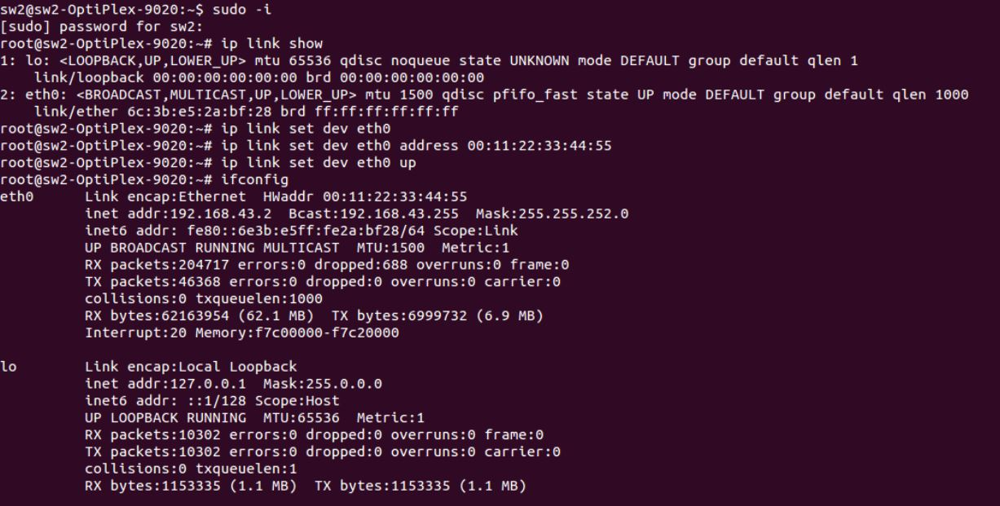 sw2@sw2-OptiPlex-9020:~$ sudo -i
[sudo] password for sw2:
root@sw2-OptiPlex-9020:~# ip link show
1: lo: <LOOPBACK,UP,LOWER_UP> mtu 65536 qdisc noqueue state UNKNOWN mode DEFAULT group default qlen 1
    link/loopback 00:00:00:00:00:00 brd 00:00:00:00:00:00
2: eth0: <BROADCAST,MULTICAST,UP,LOWER_UP> mtu 1500 qdisc pfifo_fast state UP mode DEFAULT group default qlen 1000
    link/ether 6c:3b:e5:2a:bf:28 brd ff:ff:ff:ff:ff:ff
root@sw2-OptiPlex-9020:~# ip link set dev eth0
root@sw2-OptiPlex-9020:~# ip link set dev eth0 address 00:11:22:33:44:55
root@sw2-OptiPlex-9020:~# ip link set dev eth0 up
root@sw2-OptiPlex-9020:~# ifconfig
eth0      Link encap:Ethernet  HWaddr 00:11:22:33:44:55
          inet addr:192.168.43.2  Bcast:192.168.43.255  Mask:255.255.252.0
          inet6 addr: fe80::6e3b:e5ff:fe2a:bf28/64 Scope:Link
          UP BROADCAST RUNNING MULTICAST  MTU:1500  Metric:1
          RX packets:204717 errors:0 dropped:688 overruns:0 frame:0
          TX packets:46368 errors:0 dropped:0 overruns:0 carrier:0
          collisions:0 txqueuelen:1000
          RX bytes:62163954 (62.1 MB)  TX bytes:6999732 (6.9 MB)
          Interrupt:20 Memory:f7c00000-f7c20000

lo        Link encap:Local Loopback
          inet addr:127.0.0.1  Mask:255.0.0.0
          inet6 addr: ::1/128 Scope:Host
          UP LOOPBACK RUNNING  MTU:65536  Metric:1
          RX packets:10302 errors:0 dropped:0 overruns:0 frame:0
          TX packets:10302 errors:0 dropped:0 overruns:0 carrier:0
          collisions:0 txqueuelen:1
          RX bytes:1153335 (1.1 MB)  TX bytes:1153335 (1.1 MB)